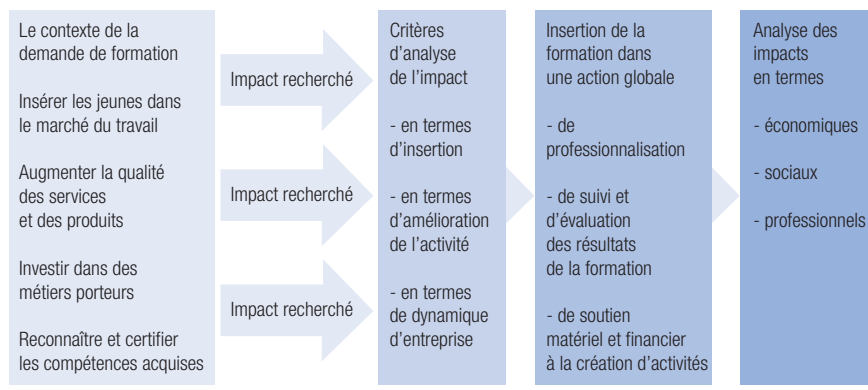 Le contexte de la
demande de formation
Insérer les jeunes dans
le marché du travail
Augmenter la qualité
des services
et des produits
Investir dans des
métiers porteurs
Reconnaître et certifier
les compétences acquises
Impact recherché
Impact recherché
Impact recherché
Critères
d'analyse
de l'impact
- en termes
d'insertion
- en termes
d'amélioration
de l'activité
- en termes
de dynamique
d'entreprise
Insertion de la
formation dans
une action globale
- de
professionnalisation
- de suivi et
d'évaluation
des résultats
de la formation
- de soutien
matériel et financier
à la création d'activités
Analyse des
impacts
en termes
- économiques
- sociaux
- professionnels